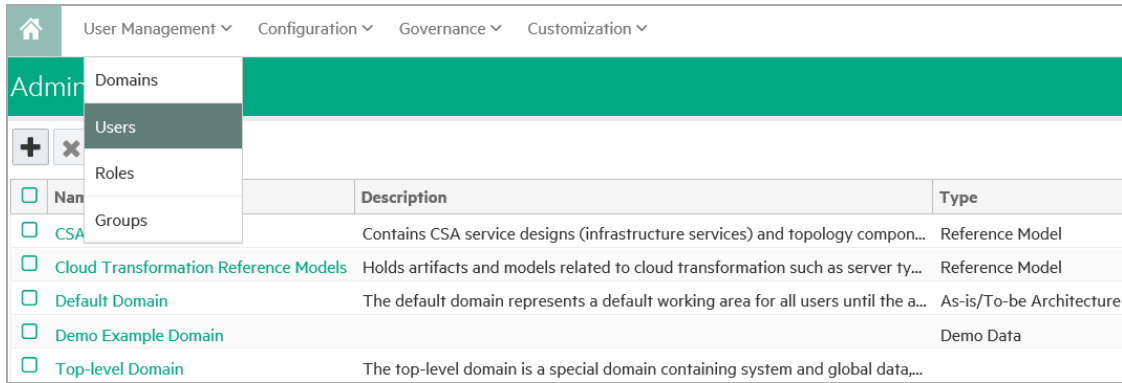 User Management Configuration Governance Customization
Admin
Domains
Users
Roles
Groups
Nam Description Type
CSA Contains CSA service designs (infrastructure services) and topology compon... Reference Model
Cloud Transformation Reference Models Holds artifacts and models related to cloud transformation such as server ty... Reference Model
Default Domain The default domain represents a default working area for all users until the a... As-is/To-be Architecture
Demo Example Domain Demo Data
Top-level Domain The top-level domain is a special domain containing system and global data,...